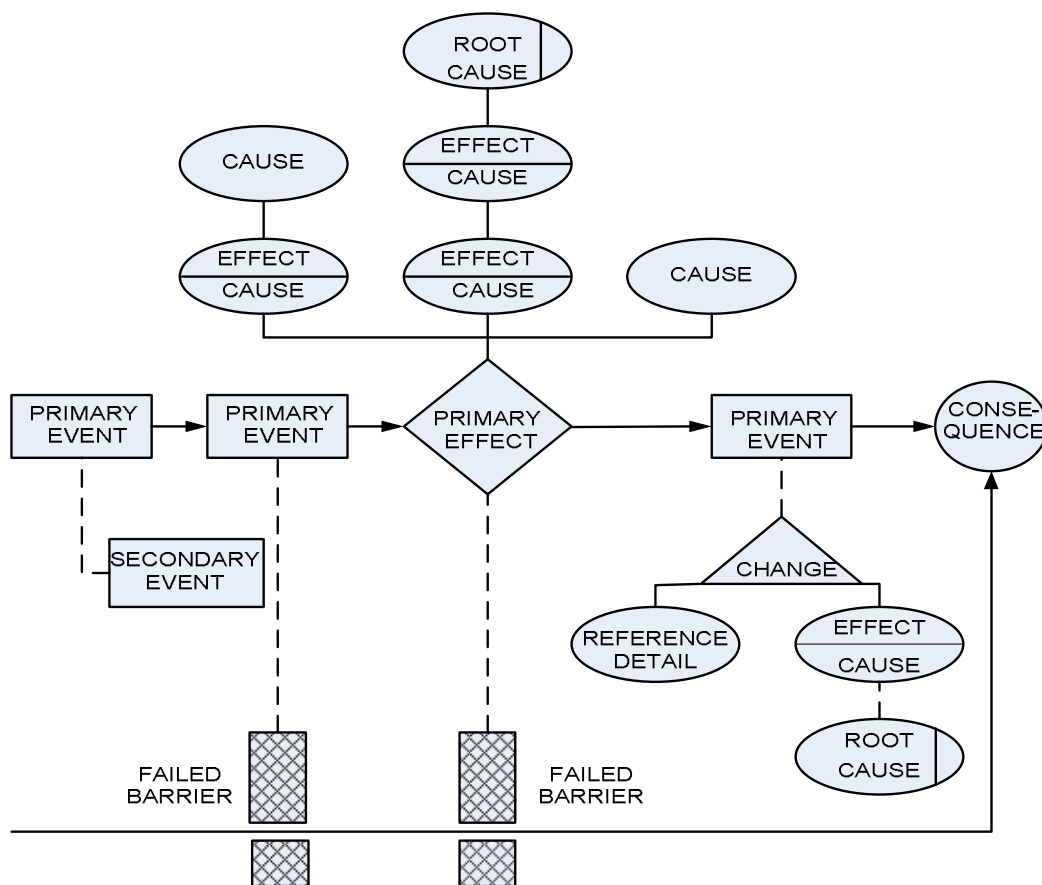 ROOT
CAUSE
EFFECT
CAUSE
CAUSE
EFFECT
CAUSE
EFFECT
CAUSE
CAUSE
PRIMARY
EVENT
PRIMARY
EVENT
PRIMARY
EFFECT
PRIMARY
EVENT
CONSE-
QUENCE
SECONDARY
EVENT
CHANGE
REFERENCE
DETAIL
EFFECT
CAUSE
ROOT
CAUSE
FAILED
BARRIER
FAILED
BARRIER